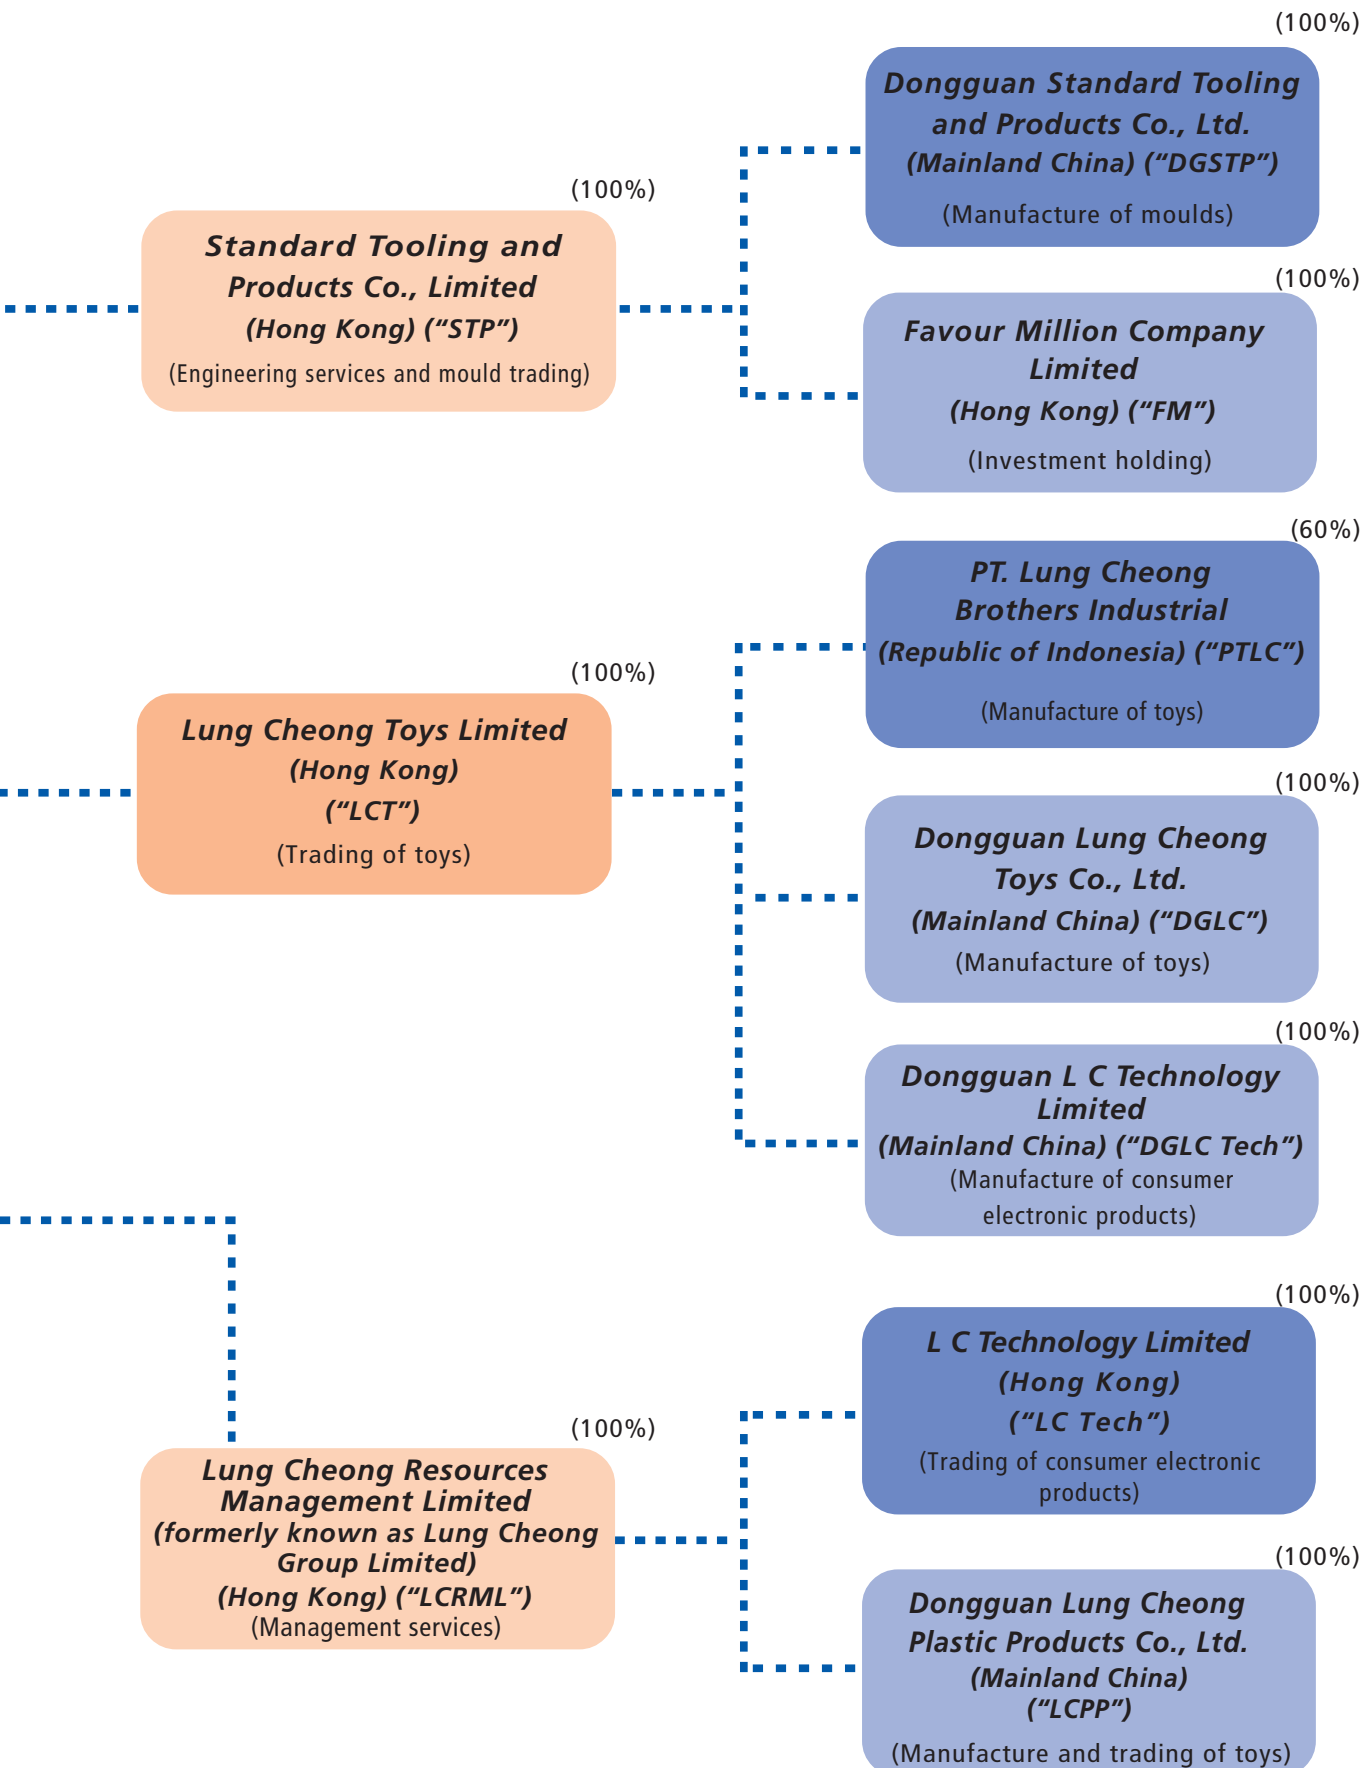 (100%)
Standard Tooling and
Products Co., Limited
(Hong Kong) (“STP”)
(Engineering services and mould trading)
(100%)
Dongguan Standard Tooling
and Products Co., Ltd.
(Mainland China) (“DGSTP”)
(Manufacture of moulds)
(100%)
Favour Million Company
Limited
(Hong Kong) (“FM”)
(Investment holding)
(100%)
Lung Cheong Toys Limited
(Hong Kong)
(“LCT”)
(Trading of toys)
(60%)
PT. Lung Cheong
Brothers Industrial
(Republic of Indonesia) (“PTLC”)
(Manufacture of toys)
(100%)
Dongguan Lung Cheong
Toys Co., Ltd.
(Mainland China) (“DGLC”)
(Manufacture of toys)
(100%)
Dongguan L C Technology
Limited
(Mainland China) (“DGLC Tech”)
(Manufacture of consumer
electronic products)
(100%)
Lung Cheong Resources
Management Limited
(formerly known as Lung Cheong
Group Limited)
(Hong Kong) (“LCRML”)
(Management services)
(100%)
L C Technology Limited
(Hong Kong)
(“LC Tech”)
(Trading of consumer electronic
products)
(100%)
Dongguan Lung Cheong
Plastic Products Co., Ltd.
(Mainland China)
(“LCPP”)
(Manufacture and trading of toys)